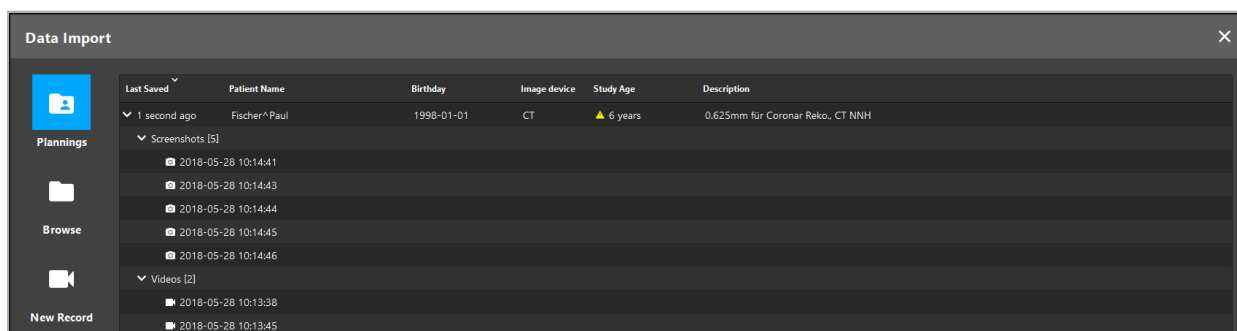 Data Import
Last Saved Patient Name Birthday Image device Study Age Description
1 second ago Fischer^Paul 1998-01-01 CT 6 years 0.625mm für Coronar Reko., CT NNH
Plannings
Screenshots [5]
2018-05-28 10:14:41
2018-05-28 10:14:43
2018-05-28 10:14:44
Browse
2018-05-28 10:14:45
2018-05-28 10:14:46
Videos [2]
2018-05-28 10:13:38
New Record
2018-05-28 10:13:45